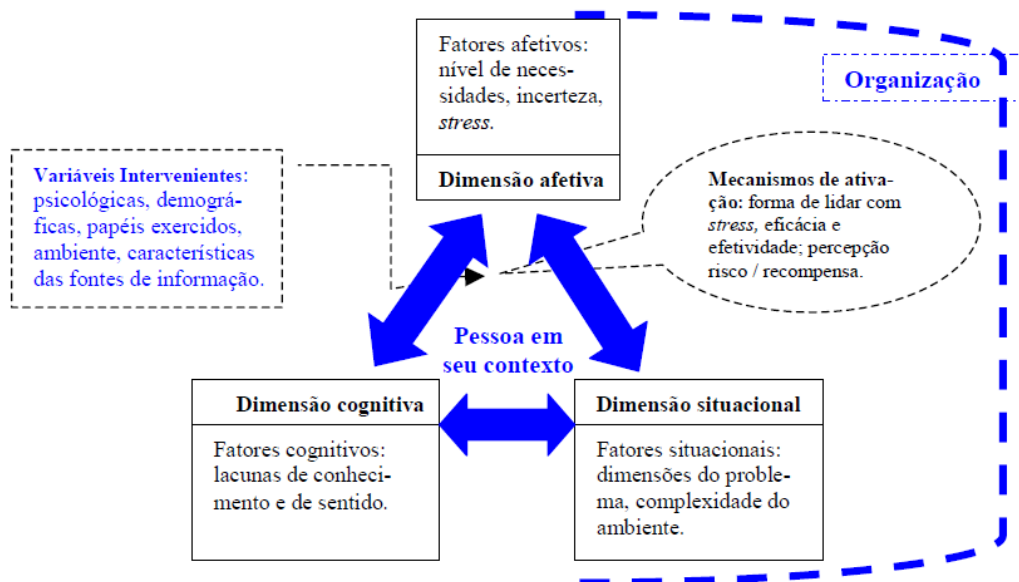 Fatores afetivos:
nível de neces-
sidades, incerteza,
stress.
Dimensão afetiva
Organização
Variáveis Intervenientes:
psicológicas, demográ-
ficas, papéis exercidos,
ambiente, características
das fontes de informação.
Mecanismos de ativa-
ção: forma de lidar com
stress, eficácia e
efetividade; percepção
risco / recompensa.
Pessoa em
seu contexto
Dimensão cognitiva
Fatores cognitivos:
lacunas de conheci-
mento e de sentido.
Dimensão situacional
Fatores situacionais:
dimensões do proble-
ma, complexidade do
ambiente.